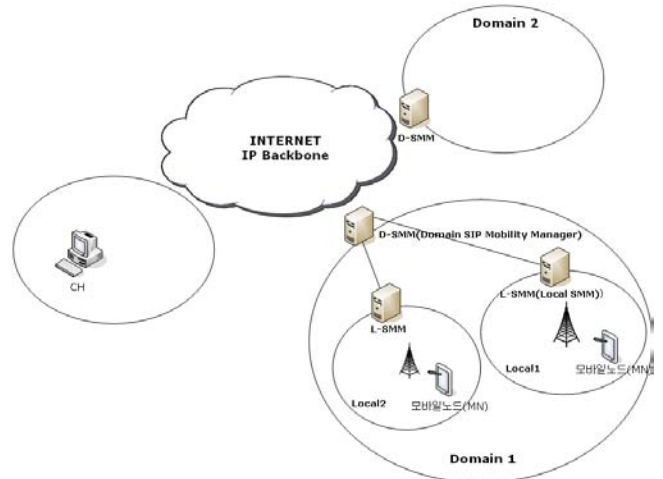 Domain 2
D-SMM
INTERNET
IP Backbone
D-SMM(Domain SIP Mobility Manager)
CH
L-SMM(Local SMM))
L-SMM
Local1
모바일노드(MN)
Local2
모바일노드(MN)
Domain 1